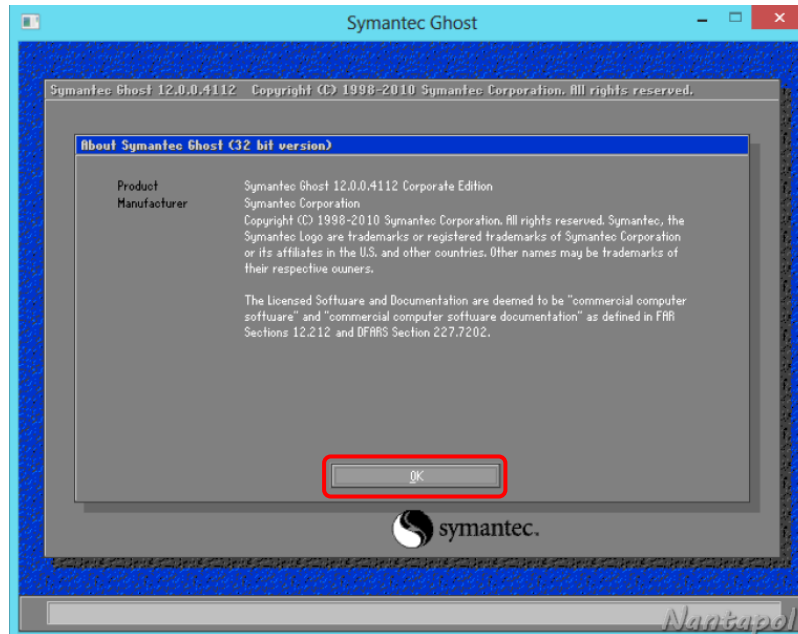 Symantec Ghost
Symantec Ghost 12.0.0.4112 Copyright (C) 1998-2010 Symantec Corporation. All rights reserved.
About Symantec Ghost (32 bit version)
Product Symantec Ghost 12.0.0.4112 Corporate Edition
Manufacturer Symantec Corporation
Copyright (C) 1998-2010 Symantec Corporation. All rights reserved. Symantec, the
Symantec Logo are trademarks or registered trademarks of Symantec Corporation
or its affiliates in the U.S. and other countries. Other names may be trademarks of
their respective owners.
The Licensed Software and Documentation are deemed to be "commercial computer
software" and "commercial computer software documentation" as defined in FAR
Sections 12.212 and DFARS Section 227.7202.
OK
symantec.
Nantapol